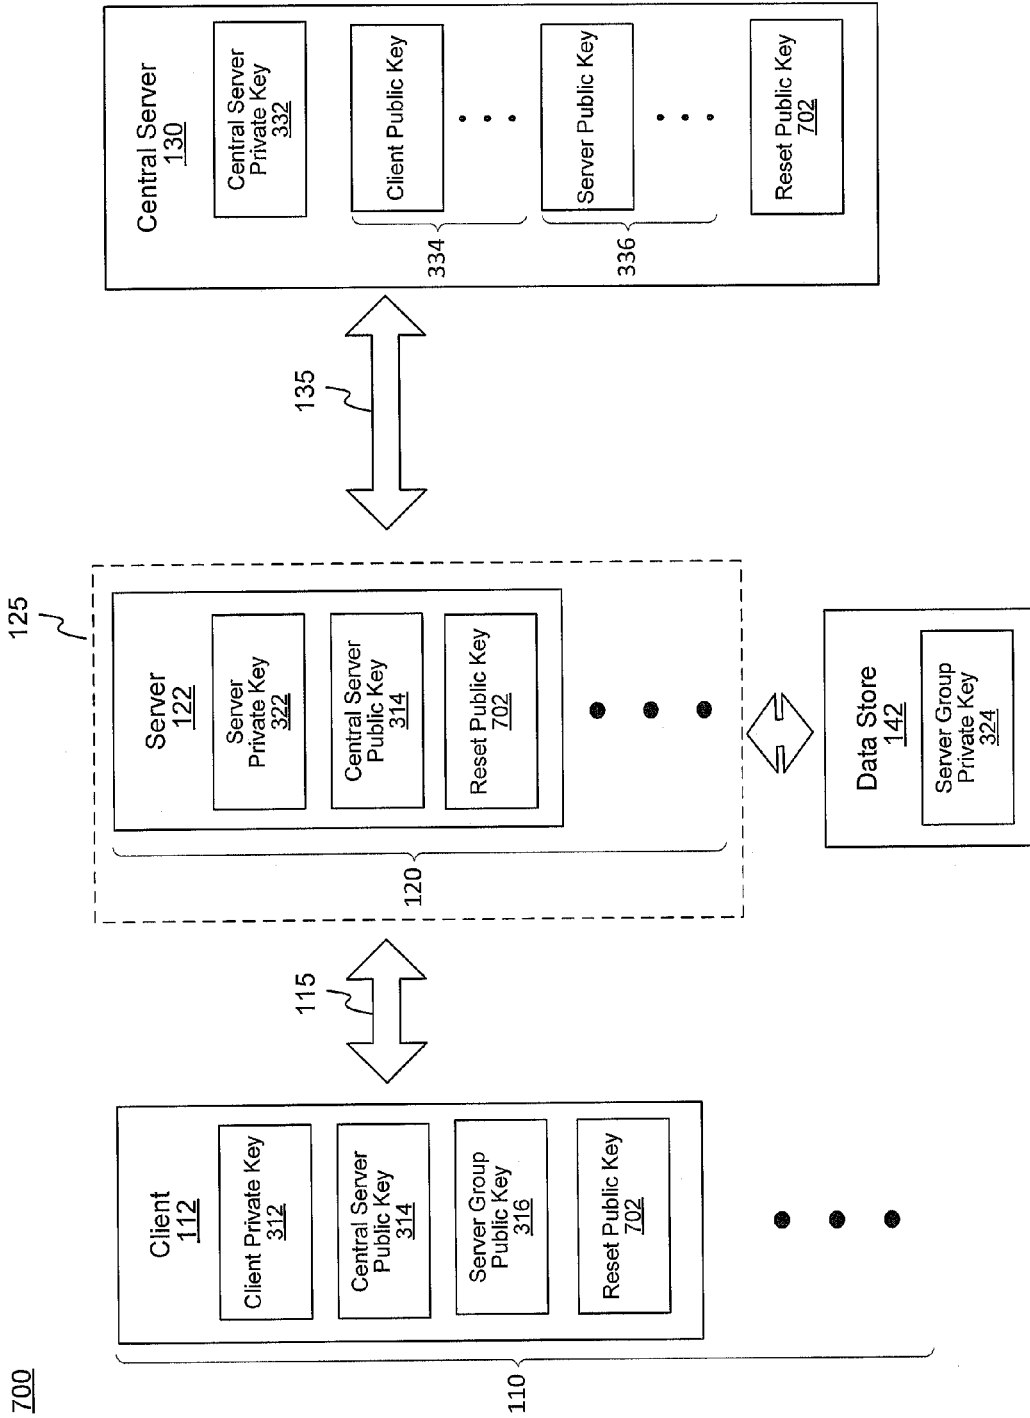 700
110
Client
112
Client Private Key
312
Central Server
Public Key
314
Server Group
Public Key
316
Reset Public Key
702
115
125
120
Server
122
Server
Private Key
322
Central Server
Public Key
314
Reset Public Key
702
Data Store
142
Server Group
Private Key
324
135
Central Server
130
Central Server
Private Key
332
334
Client Public Key
336
Server Public Key
Reset Public Key
702